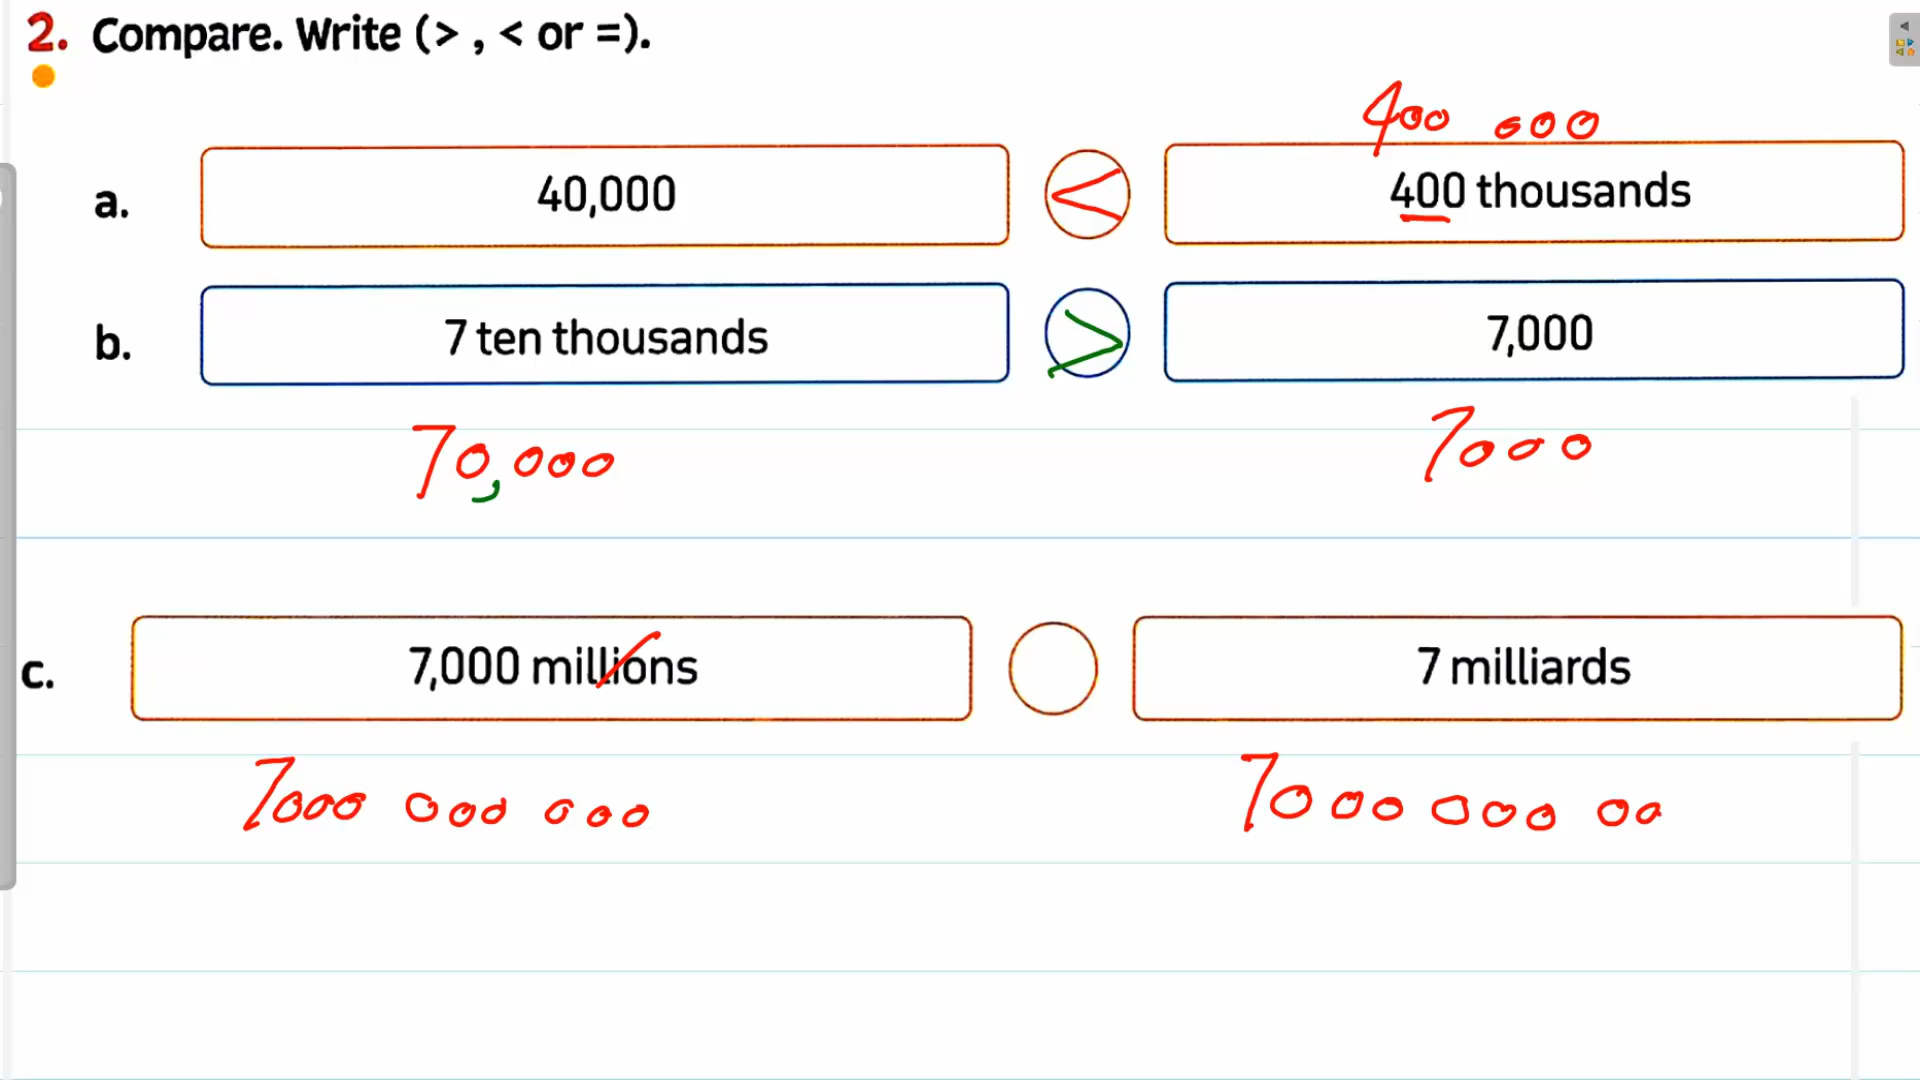 2. Compare. Write (> , < or =).
400 000
a. 40,000 < 400 thousands
b. 7 ten thousands > 7,000
70,000 7000
c. 7,000 millions 7 milliards
7000 000 000 7000 000 00